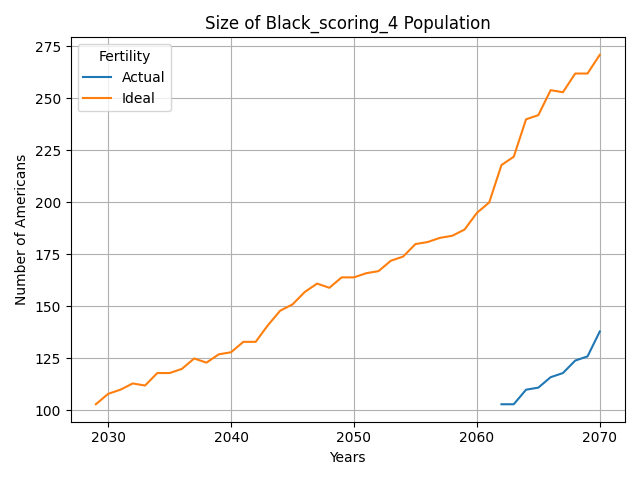 Size of Black_scoring_4 Population
Fertility
Actual
Ideal
Number of Americans
275
250
225
200
175
150
125
100
2030 2040 2050 2060 2070
Years